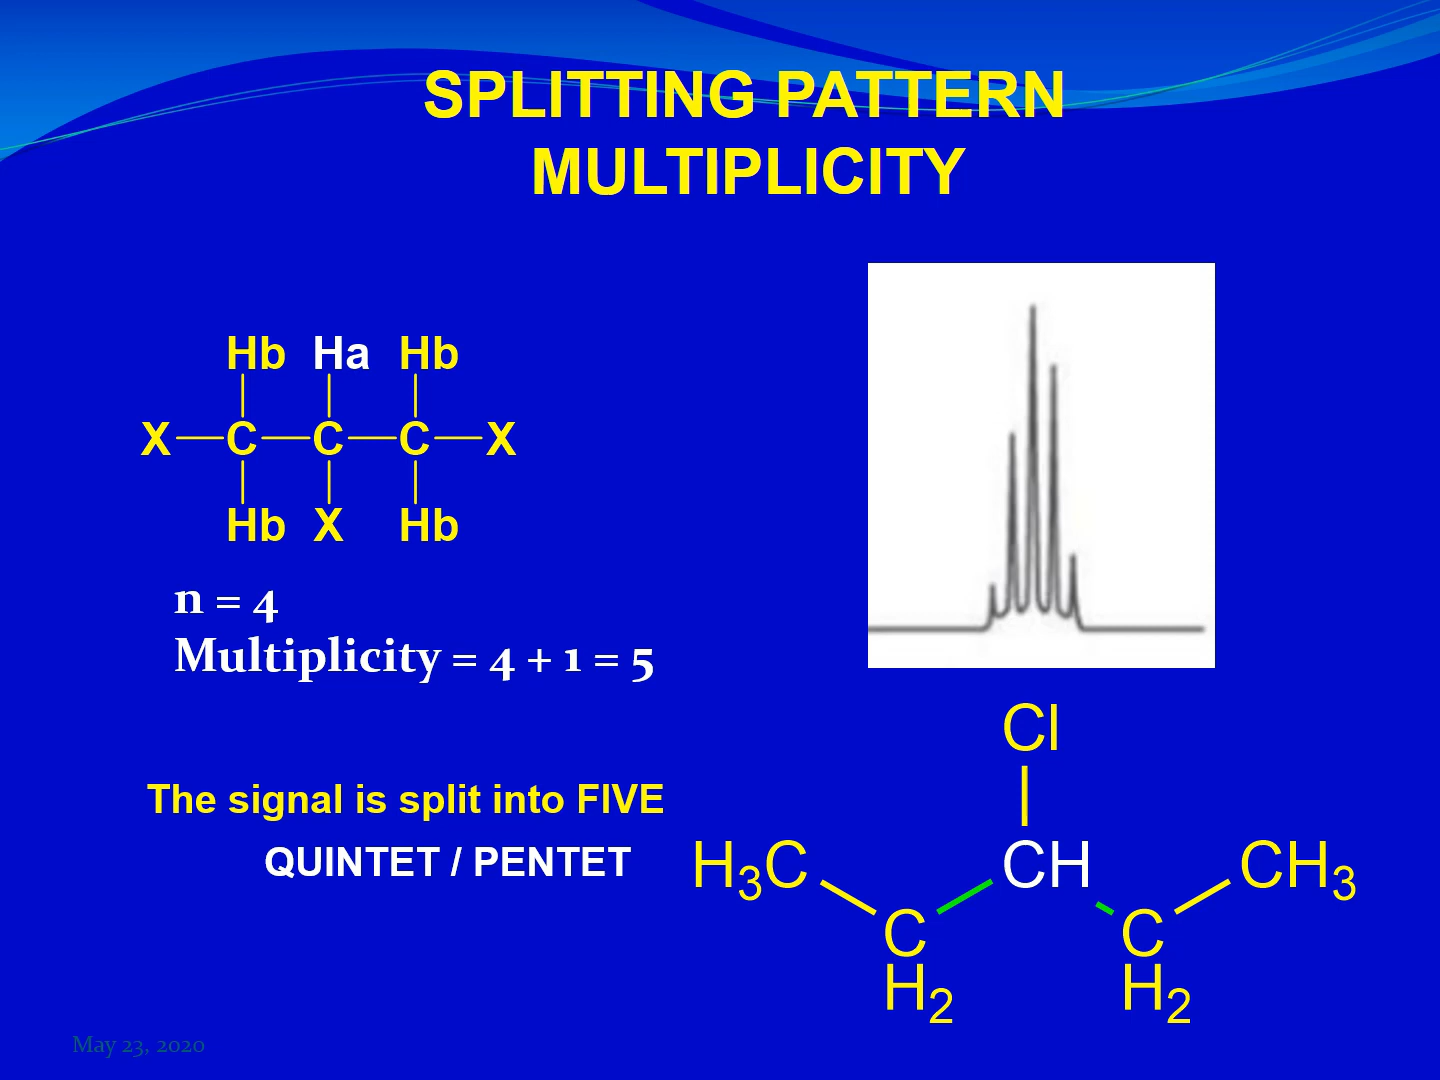 SPLITTING PATTERN
MULTIPLICITY
Hb Ha Hb
X C C C X
Hb X Hb
n = 4
Multiplicity = 4 + 1 = 5
The signal is split into FIVE
QUINTET / PENTET
Cl
H3C CH CH3
C C
H2 H2
May 23, 2020